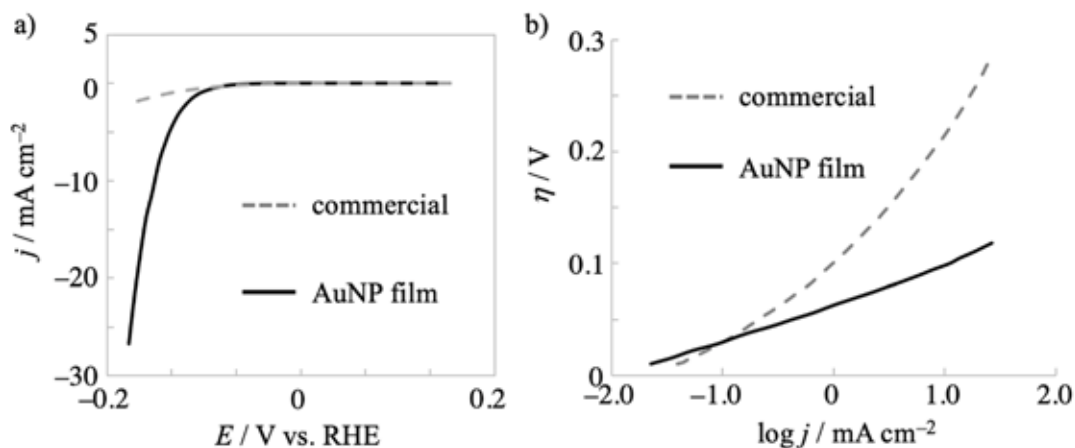 a)
5
0
−5
−10
−20
−30
j / mA cm⁻²
commercial
AuNP film
−0.2
0
0.2
E / V vs. RHE
b)
0.3
0.2
0.1
0
η / V
commercial
AuNP film
−2.0
−1.0
0
1.0
2.0
log j / mA cm⁻²